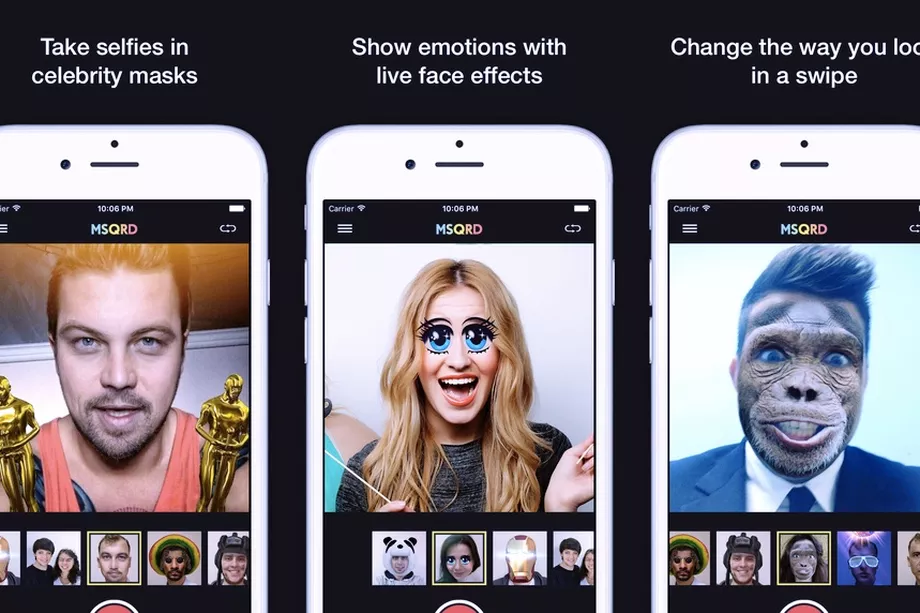 Take selfies in
celebrity masks
Show emotions with
live face effects
Change the way you loo
in a swipe
ier 10:06 PM
MSQRD
Carrier 10:06 PM
MSQRD
Carrier 10:06 PM
MSQRD